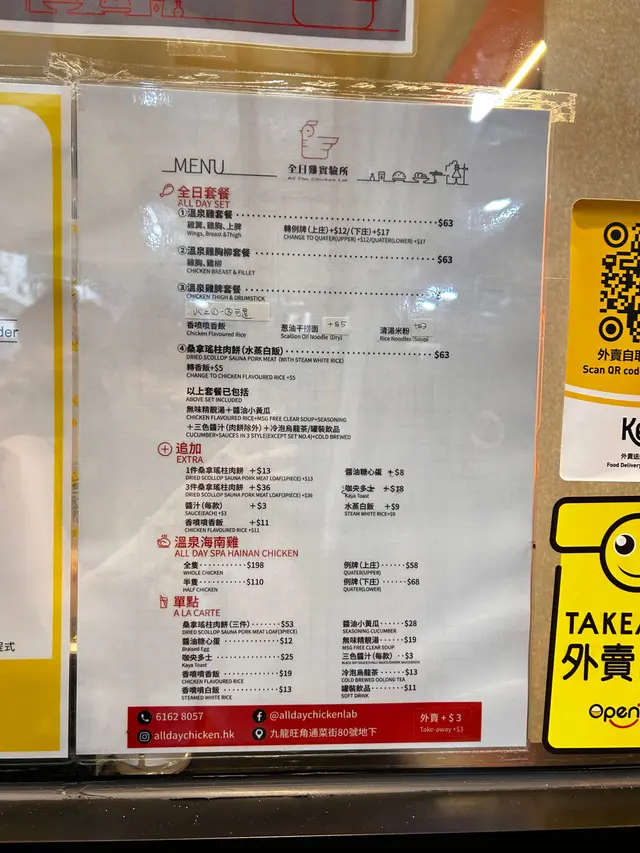 MENU
全日雞實驗所
All Day Chicken Lab
全日套餐
ALL DAY SET
①溫泉雞套餐 $63
雞翼、雞胸、上脾
Wings, Breast &Thigh
轉例牌(上庄)+$12/(下庄)+$17
CHANGE TO QUATER(UPPER) +$12/QUATER(LOWER) +$17
②溫泉雞胸柳套餐 $63
雞胸、雞柳
CHICKEN BREAST & FILLET
③溫泉雞脾套餐
CHICKEN THIGH & DRUMSTICK
香噴噴香飯
Chicken Flavoured Rice
葱油干撈面 +$5
Scallion Oil Noodle (Dry)
清湯米粉
Rice Noodles (Soup)
④桑拿瑤柱肉餅(水蒸白飯) $63
DRIED SCOLLOP SAUNA PORK MEAT (WITH STEAM WHITE RICE)
轉香飯+$5
CHANGE TO CHICKEN FLAVOURED RICE +$5
以上套餐已包括
ABOVE SET INCLUDED
無味精靚湯＋醬油小黃瓜
CHICKEN FLAVOURED RICE+MSG FREE CLEAR SOUP+SEASONING
＋三色醬汁(肉餅除外)＋冷泡烏龍茶/罐裝飲品
CUCUMBER+SAUCES IN 3 STYLE(EXCEPT SET NO.4)+COLD BREWED
追加
EXTRA
1件桑拿瑤柱肉餅 +$13
DRIED SCOLLOP SAUNA PORK MEAT LOAF(1PIECE) +$13
醬油糖心蛋 +$8
3件桑拿瑤柱肉餅 +$36
DRIED SCOLLOP SAUNA PORK MEAT LOAF(3PIECE) +$36
咖央多士 +$18
Kaya Toast
醬汁(每款) +$3
SAUCE(EACH) +$3
水蒸白飯 +$9
STEAM WHITE RICE+$9
香噴噴香飯 +$11
CHICKEN FLAVOURED RICE +$11
溫泉海南雞
ALL DAY SPA HAINAN CHICKEN
全隻 $198
WHOLE CHICKEN
例牌(上庄) $58
QUATER(UPPER)
半隻 $110
HALF CHICKEN
例牌(下庄) $68
QUATER(LOWER)
單點
A LA CARTE
桑拿瑤柱肉餅(三件) $53
DRIED SCOLLOP SAUNA PORK MEAT LOAF(3PIECE)
醬油小黃瓜 $28
SEASONING CUCUMBER
醬油糖心蛋 $12
Braised Egg
無味精靚湯 $19
MSG FREE CLEAR SOUP
咖央多士 $25
Kaya Toast
三色醬汁(每款) $3
香噴噴香飯 $19
CHICKEN FLAVOURED RICE
冷泡烏龍茶 $13
COLD BREWED OOLONG TEA
香噴噴白飯 $13
STEAMED WHITE RICE
罐裝飲品 $11
SOFT DRINK
6162 8057
@alldaychickenlab
外賣 + $ 3
Take-away +$3
alldaychicken.hk
九龍旺角通菜街80號地下
der
程式
外賣自
Scan QR cod
Ke
外賣送
Food Delivery
TAKEA
外賣
Open